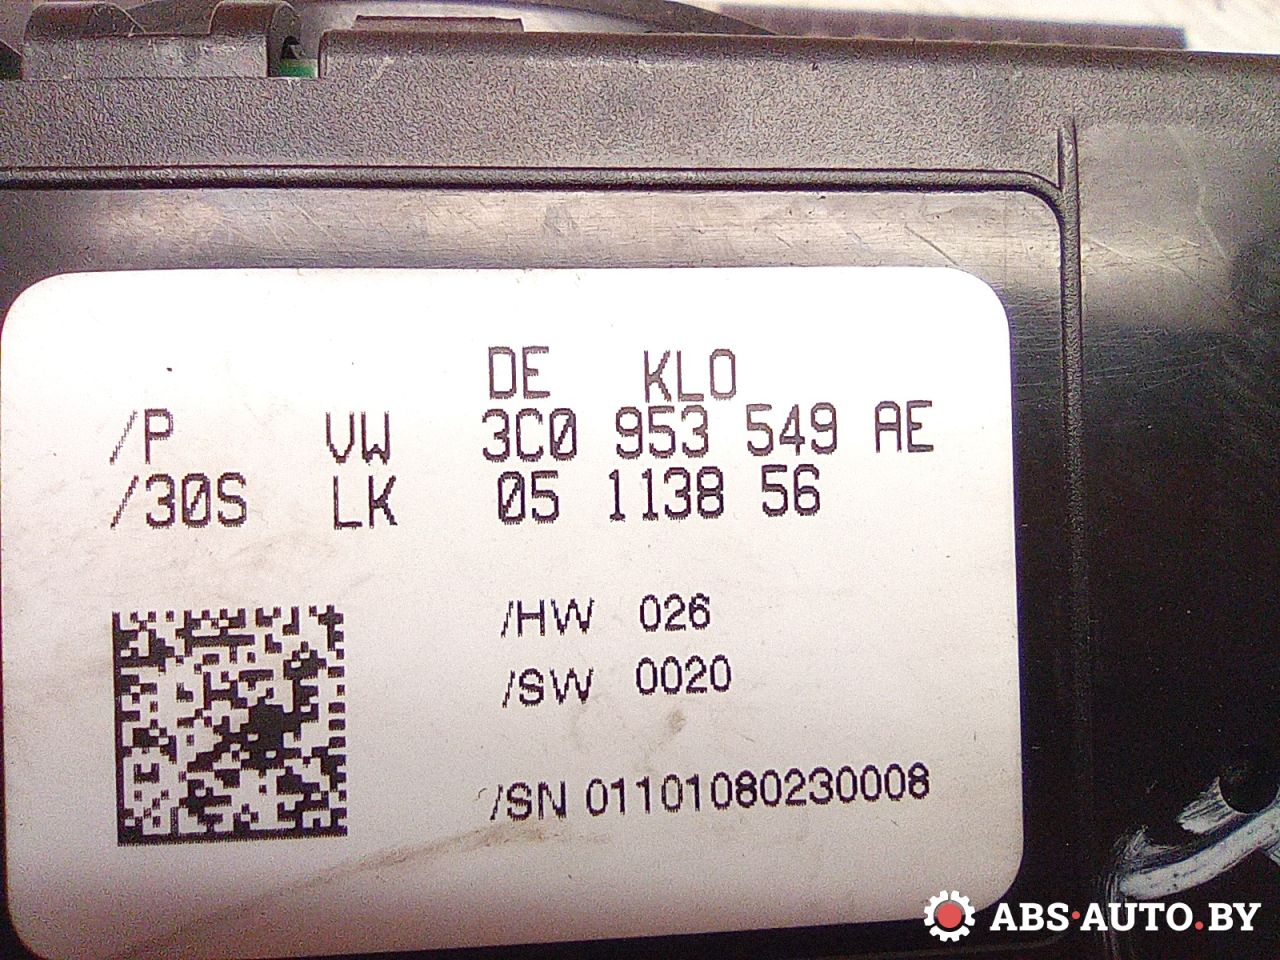 DE KLO
/P VW 3C0 953 549 AE
/30S LK 05 1138 56
/HW 026
/SW 0020
/SN 01101080230008
ABS·AUTO.BY